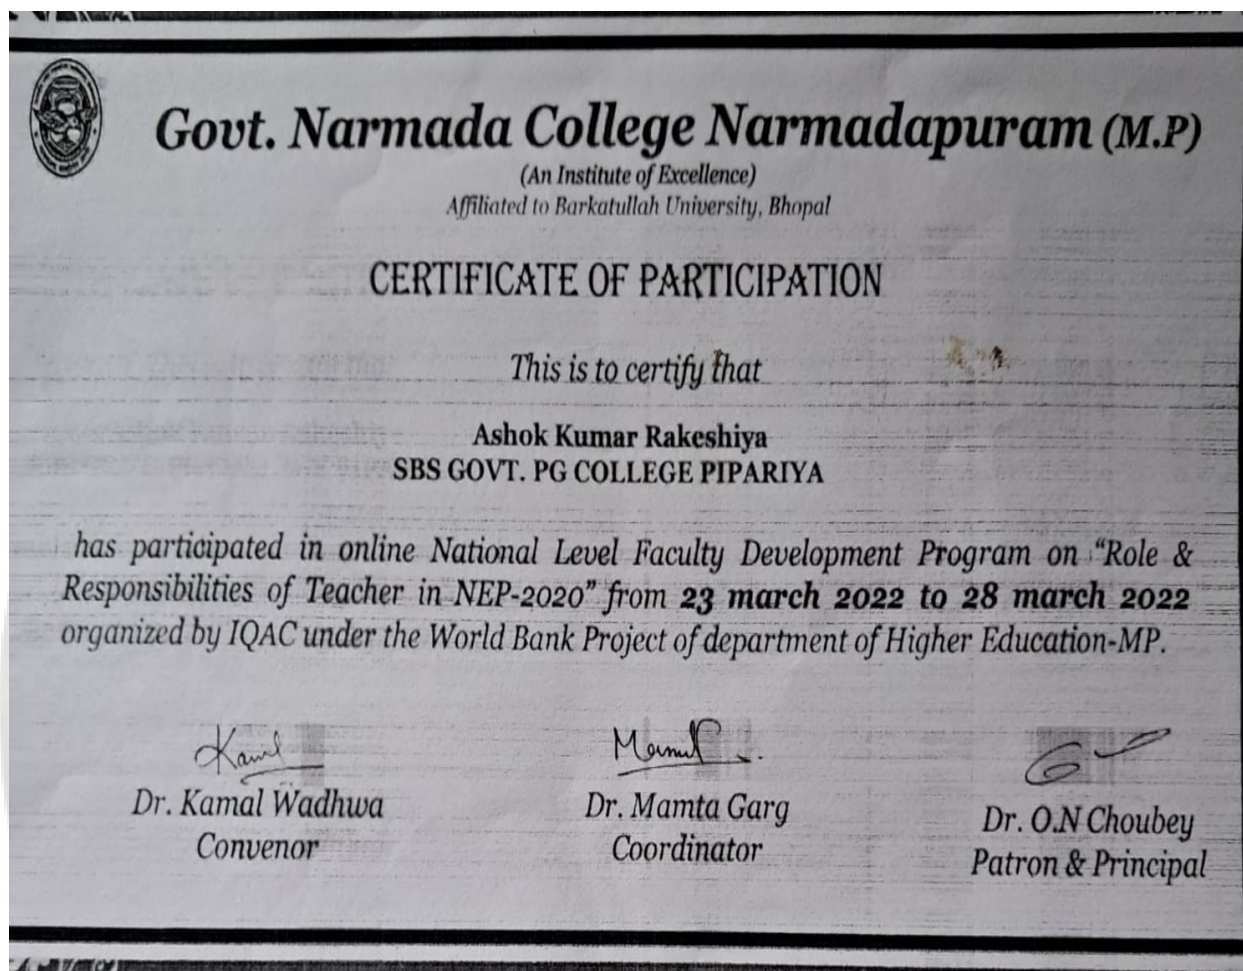 Govt. Narmada College Narmadapuram (M.P)
(An Institute of Excellence)
Affiliated to Barkatullah University, Bhopal
CERTIFICATE OF PARTICIPATION
This is to certify that
Ashok Kumar Rakeshiya
SBS GOVT. PG COLLEGE PIPARIYA
has participated in online National Level Faculty Development Program on “Role &
Responsibilities of Teacher in NEP-2020” from 23 march 2022 to 28 march 2022
organized by IQAC under the World Bank Project of department of Higher Education-MP.
Kamal
Mamta
Dr. Kamal Wadhwa
Dr. Mamta Garg
Dr. O.N Choubey
Convenor
Coordinator
Patron & Principal